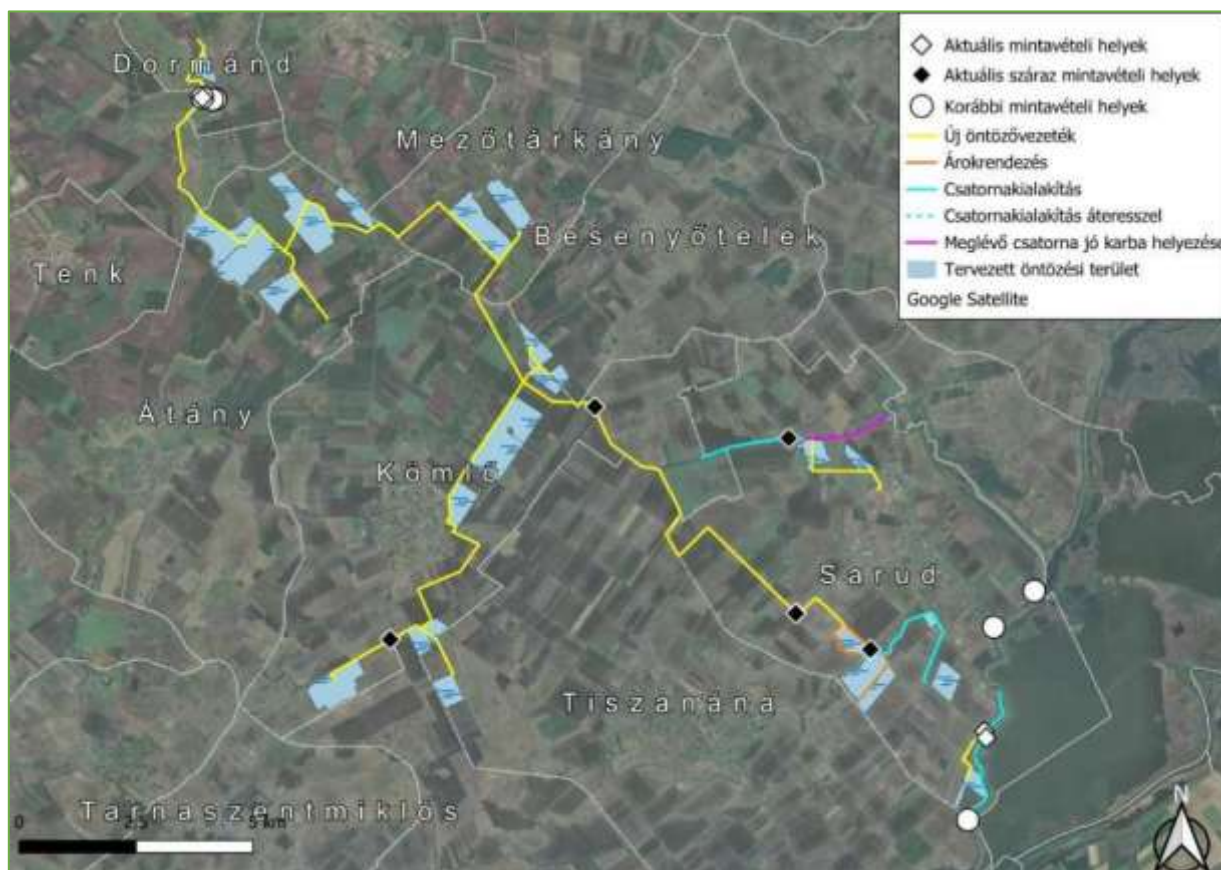 Dormánd
Mezőtárkány
Besenyőtelek
Tenk
Átány
Kömlő
Sarud
Tiszanána
Tarnaszentmiklós
0
2.5
5 km
N
Aktuális mintavételi helyek
Aktuális száraz mintavételi helyek
Korábbi mintavételi helyek
Új öntözővezeték
Árokrendezés
Csatornakialakítás
Csatornakialakítás áteresszel
Meglévő csatorna jó karba helyezése
Tervezett öntözési terület
Google Satellite